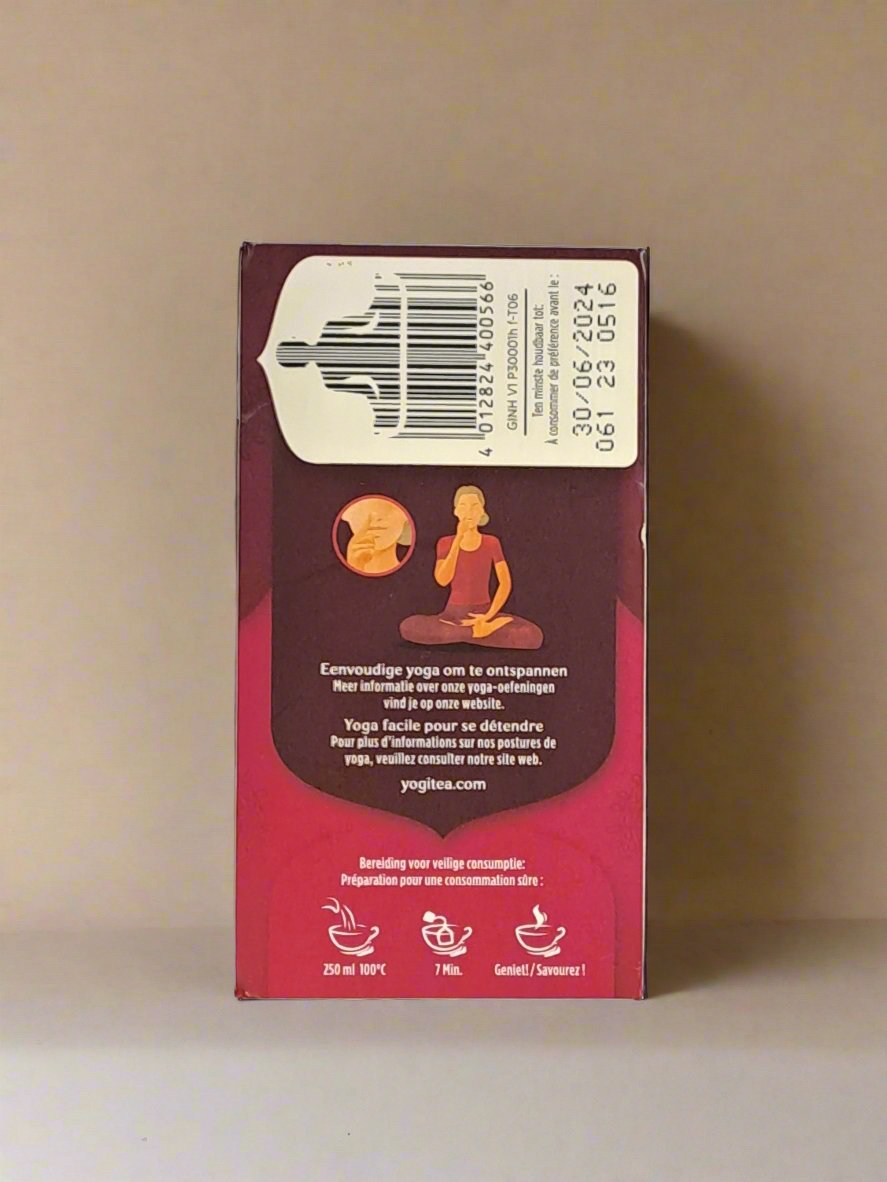 4 012824 400566
GINH V1 P30001h f-T06
Ten minste houdbaar tot:
À consommer de préférence avant le :
30/06/2024
061 23 0516
Eenvoudige yoga om te ontspannen
Meer informatie over onze yoga-oefeningen
vind je op onze website.
Yoga facile pour se détendre
Pour plus d'informations sur nos postures de
yoga, veuillez consulter notre site web.
yogitea.com
Bereiding voor veilige consumptie:
Préparation pour une consommation sûre :
250 ml 100°C
7 Min.
Geniet! / Savourez !